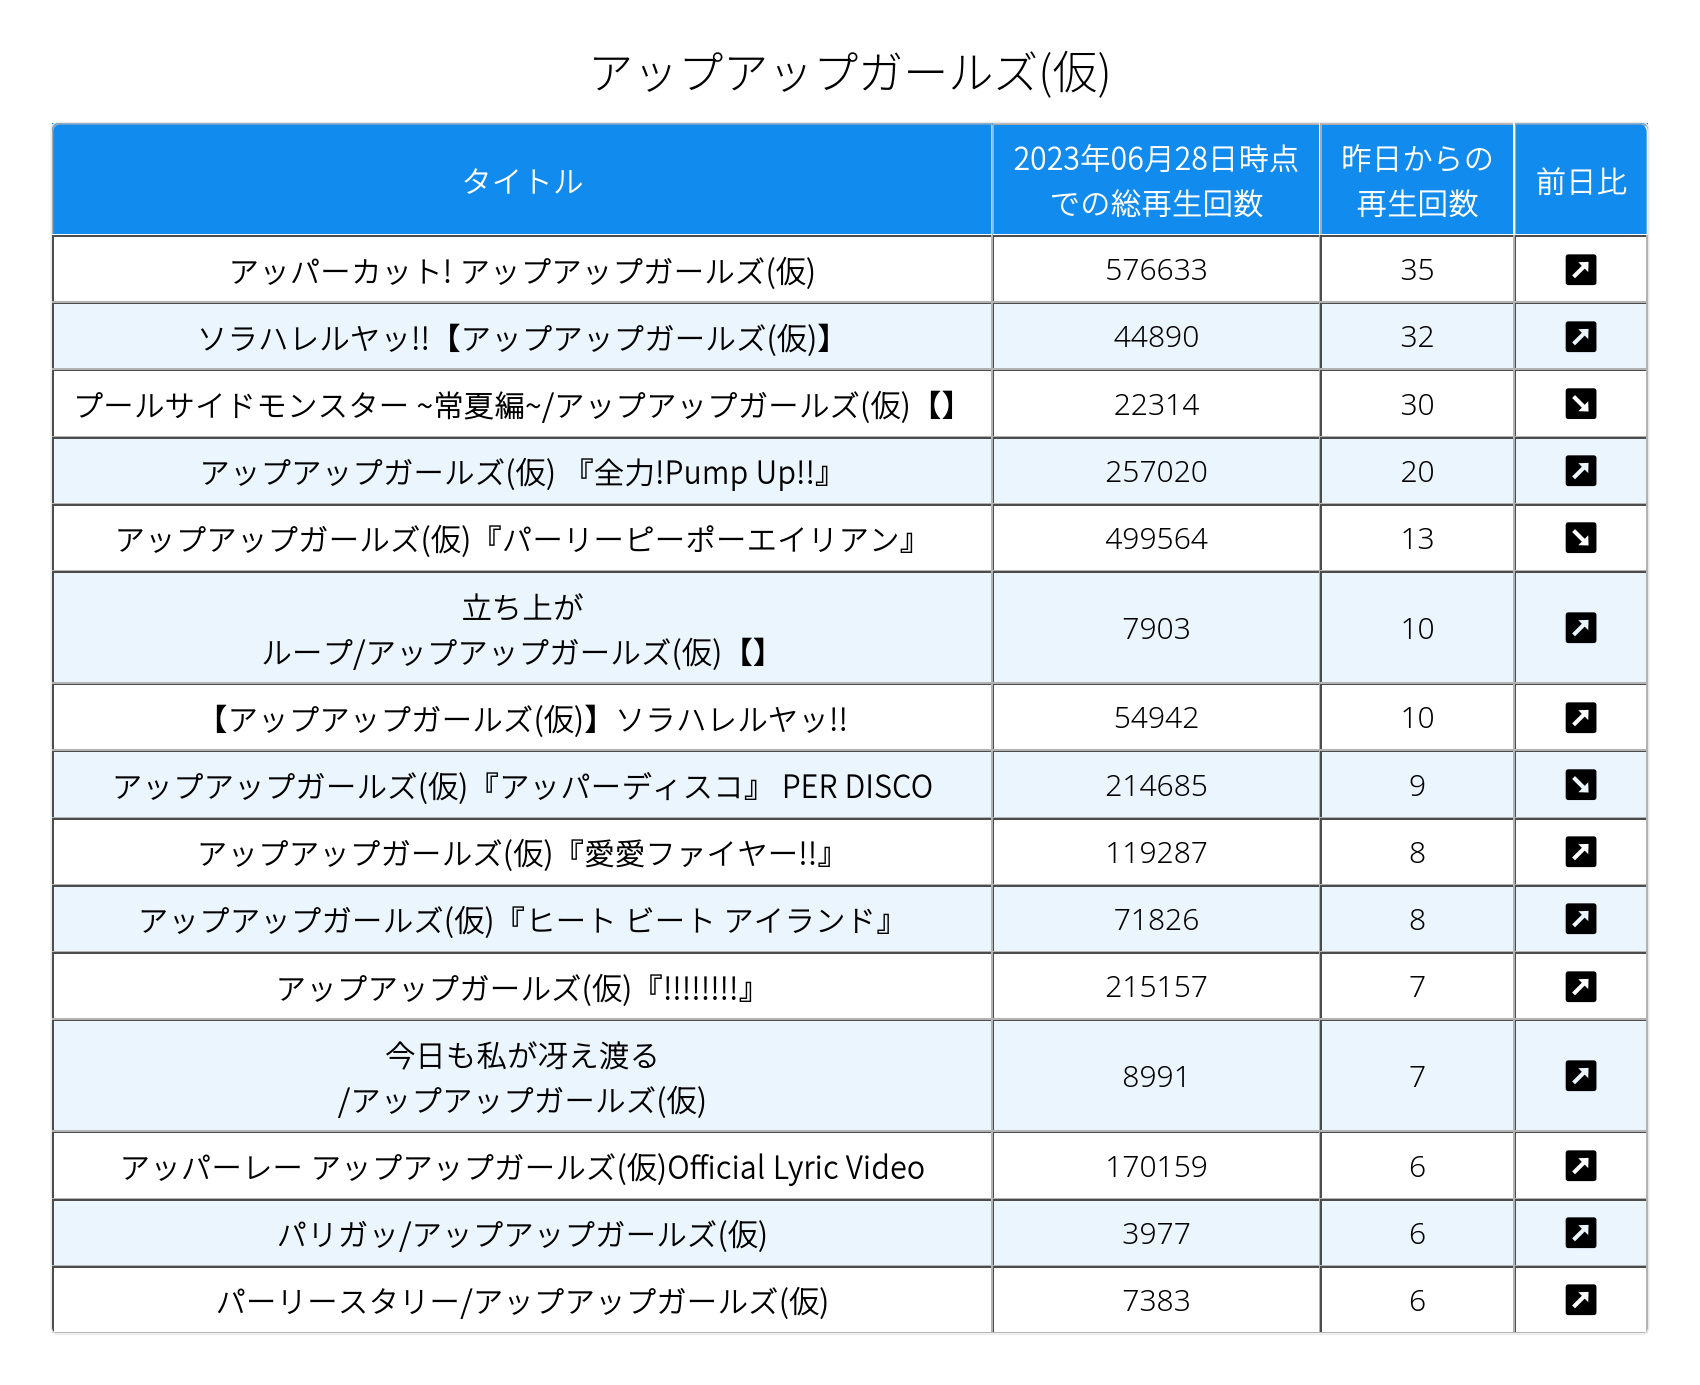 アップアップガールズ(仮)
タイトル
2023年06月28日時点
での総再生回数
昨日からの
再生回数
前日比
アッパーカット! アップアップガールズ(仮) 576633 35
ソラハレルヤッ!!【アップアップガールズ(仮)】 44890 32
プールサイドモンスター ~常夏編~/アップアップガールズ(仮)【】 22314 30
アップアップガールズ(仮) 『全力!Pump Up!!』 257020 20
アップアップガールズ(仮)『パーリーピーポーエイリアン』 499564 13
立ち上が
ループ/アップアップガールズ(仮)【】 7903 10
【アップアップガールズ(仮)】ソラハレルヤッ!! 54942 10
アップアップガールズ(仮)『アッパーディスコ』 PER DISCO 214685 9
アップアップガールズ(仮)『愛愛ファイヤー!!』 119287 8
アップアップガールズ(仮)『ヒート ビート アイランド』 71826 8
アップアップガールズ(仮)『!!!!!!!!』 215157 7
今日も私が冴え渡る
/アップアップガールズ(仮) 8991 7
アッパーレー アップアップガールズ(仮)Official Lyric Video 170159 6
パリガッ/アップアップガールズ(仮) 3977 6
パーリースタリー/アップアップガールズ(仮) 7383 6